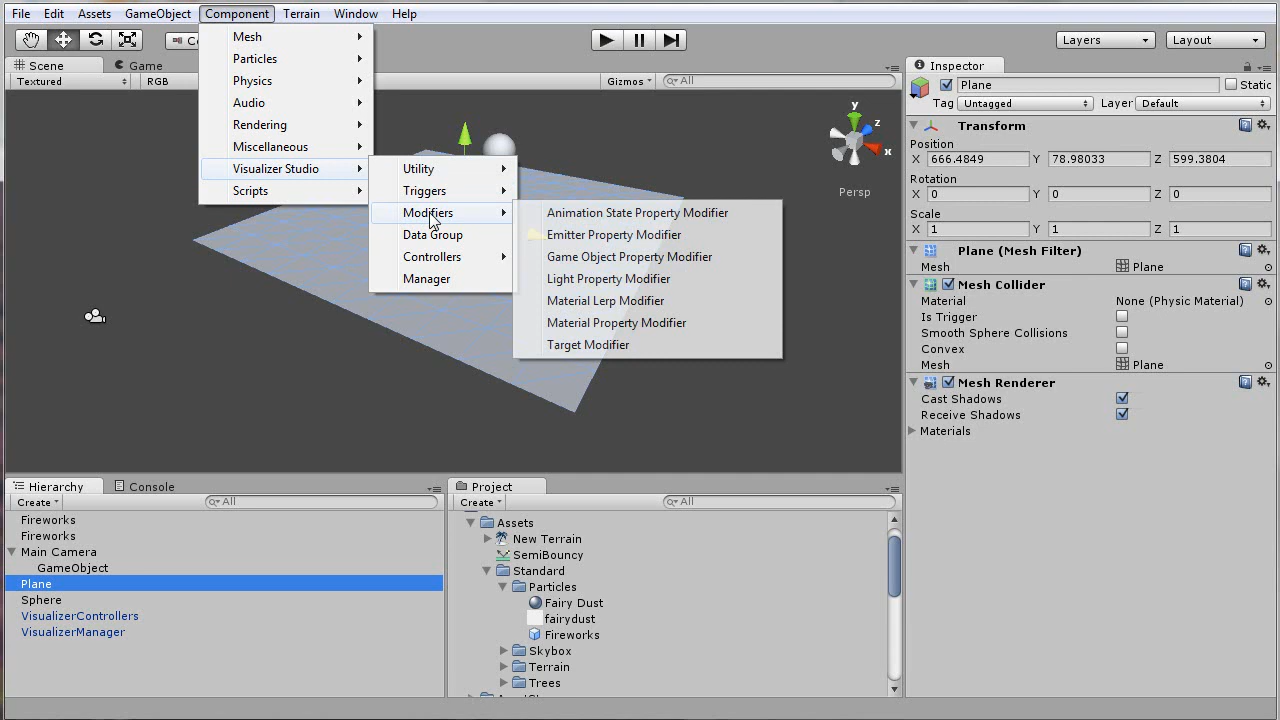 File Edit Assets GameObject Component Terrain Window Help
Layers Layout
Scene Game
Textured RGB Gizmos All
Mesh
Particles
Physics
Audio
Rendering
Miscellaneous
Visualizer Studio
Scripts
Utility
Triggers
Modifiers
Data Group
Controllers
Manager
Animation State Property Modifier
Emitter Property Modifier
Game Object Property Modifier
Light Property Modifier
Material Lerp Modifier
Material Property Modifier
Target Modifier
y
z
x
Persp
Inspector
Plane Static
Tag Untagged Layer Default
Transform
Position
X 666.4849 Y 78.98033 Z 599.3804
Rotation
X 0 Y 0 Z 0
Scale
X 1 Y 1 Z 1
Plane (Mesh Filter)
Mesh Plane
Mesh Collider
Material None (Physic Material)
Is Trigger
Smooth Sphere Collisions
Convex
Mesh Plane
Mesh Renderer
Cast Shadows
Receive Shadows
Materials
Hierarchy Console
Create All
Fireworks
Fireworks
Main Camera
GameObject
Plane
Sphere
VisualizerControllers
VisualizerManager
Project
Create All
Assets
New Terrain
SemiBouncy
Standard
Particles
Fairy Dust
fairydust
Fireworks
Skybox
Terrain
Trees